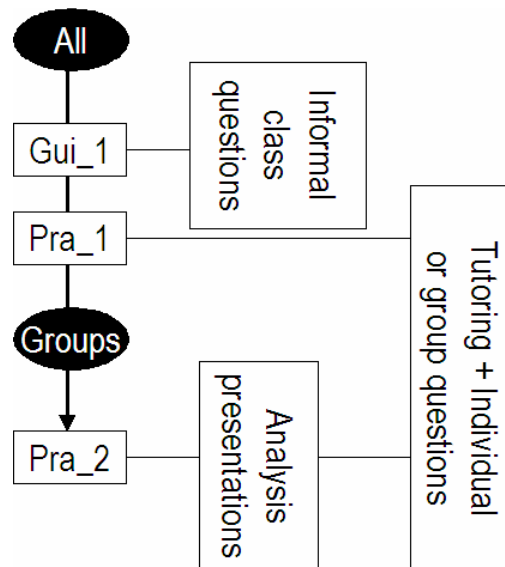 All
Gui_1
Informal
class
questions
Pra_1
Tutoring + Individual
or group questions
Groups
Pra_2
Analysis
presentations